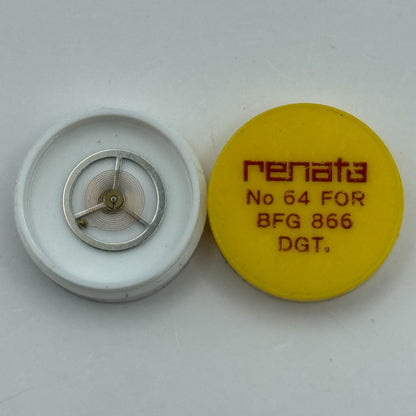 renata
No 64 FOR
BFG 866
DGT.